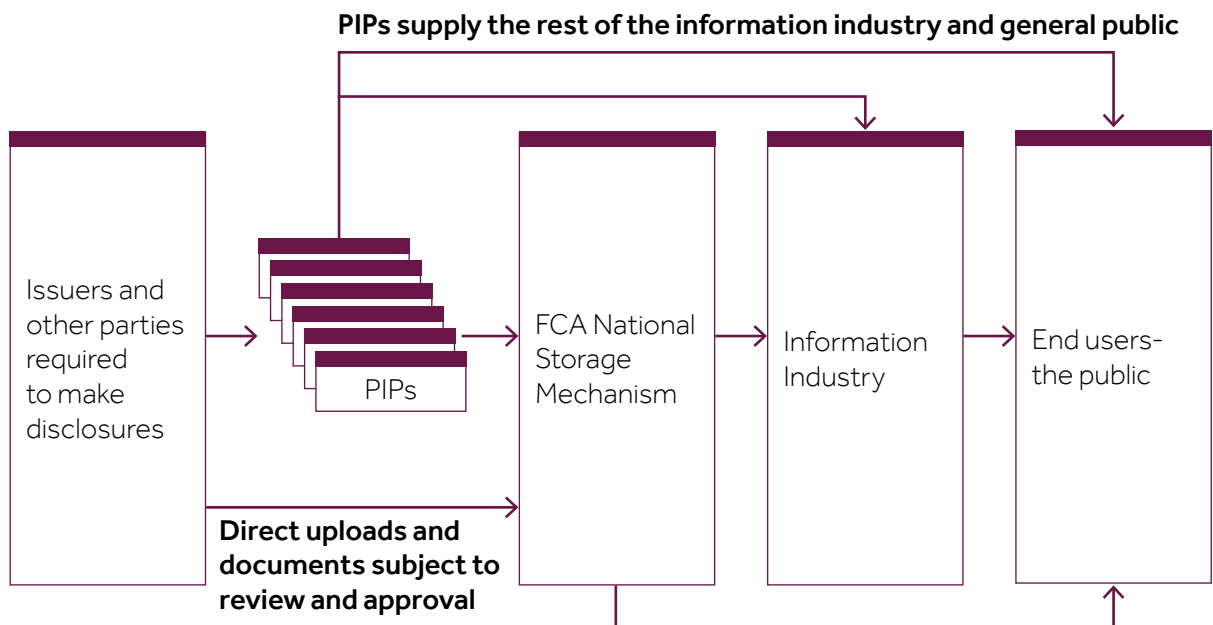 PIPs supply the rest of the information industry and general public
Issuers and
other parties
required
to make
disclosures
PIPs
FCA National
Storage
Mechanism
Information
Industry
End users-
the public
Direct uploads and
documents subject to
review and approval